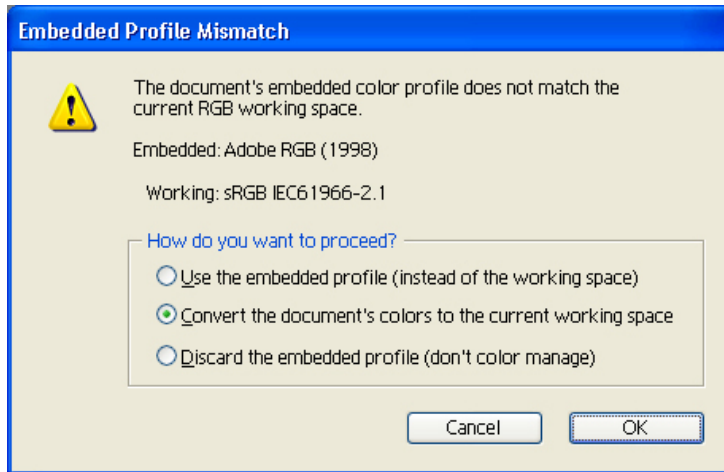 Embedded Profile Mismatch
The document's embedded color profile does not match the
current RGB working space.
Embedded: Adobe RGB (1998)
Working: sRGB IEC61966-2.1
How do you want to proceed?
Use the embedded profile (instead of the working space)
Convert the document's colors to the current working space
Discard the embedded profile (don't color manage)
Cancel OK